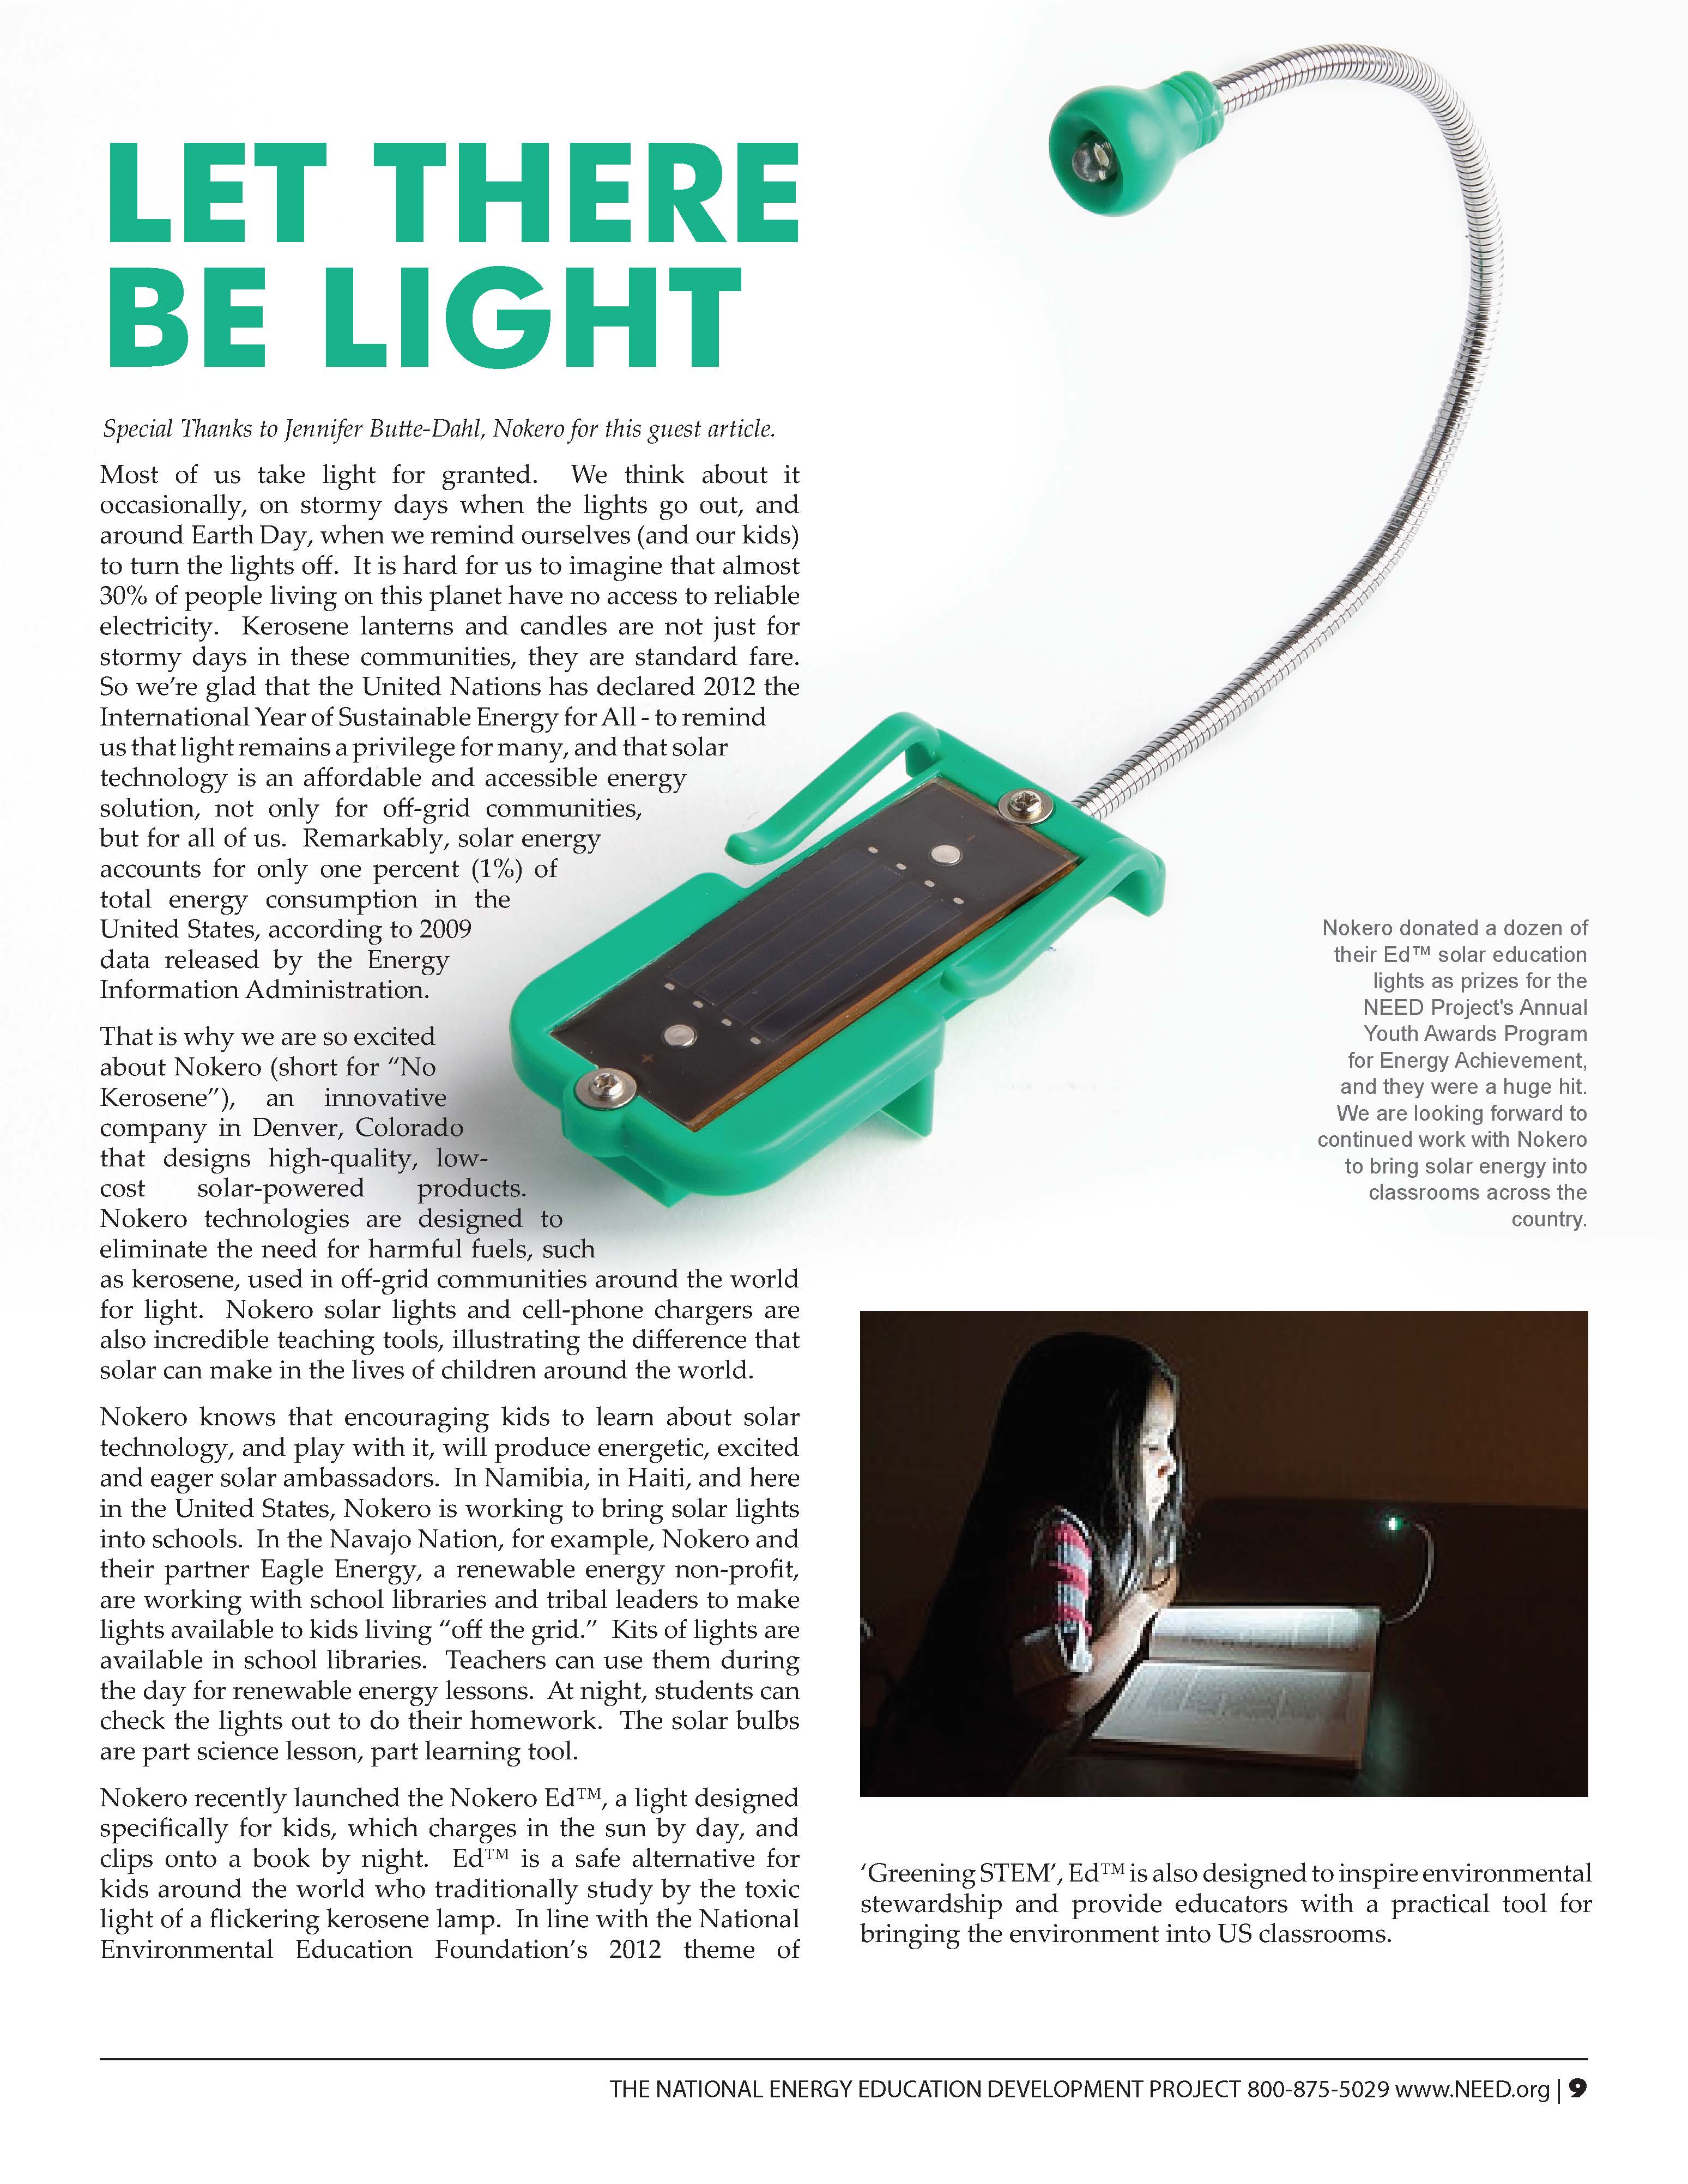 LET THERE
BE LIGHT
Special Thanks to Jennifer Butte-Dahl, Nokero for this guest article.
Most of us take light for granted.  We think about it
occasionally, on stormy days when the lights go out, and
around Earth Day, when we remind ourselves (and our kids)
to turn the lights off.  It is hard for us to imagine that almost
30% of people living on this planet have no access to reliable
electricity.  Kerosene lanterns and candles are not just for
stormy days in these communities, they are standard fare.
So we’re glad that the United Nations has declared 2012 the
International Year of Sustainable Energy for All - to remind
us that light remains a privilege for many, and that solar
technology is an affordable and accessible energy
solution, not only for off-grid communities,
but for all of us.  Remarkably, solar energy
accounts for only one percent (1%) of
total energy consumption in the
United States, according to 2009
data released by the Energy
Information Administration.
That is why we are so excited
about Nokero (short for “No
Kerosene”), an innovative
company in Denver, Colorado
that designs high-quality, low-
cost solar-powered products.
Nokero technologies are designed to
eliminate the need for harmful fuels, such
as kerosene, used in off-grid communities around the world
for light.  Nokero solar lights and cell-phone chargers are
also incredible teaching tools, illustrating the difference that
solar can make in the lives of children around the world.
Nokero knows that encouraging kids to learn about solar
technology, and play with it, will produce energetic, excited
and eager solar ambassadors.  In Namibia, in Haiti, and here
in the United States, Nokero is working to bring solar lights
into schools.  In the Navajo Nation, for example, Nokero and
their partner Eagle Energy, a renewable energy non-profit,
are working with school libraries and tribal leaders to make
lights available to kids living “off the grid.”  Kits of lights are
available in school libraries.  Teachers can use them during
the day for renewable energy lessons.  At night, students can
check the lights out to do their homework.  The solar bulbs
are part science lesson, part learning tool.
Nokero recently launched the Nokero Ed™, a light designed
specifically for kids, which charges in the sun by day, and
clips onto a book by night.  Ed™ is a safe alternative for
kids around the world who traditionally study by the toxic
light of a flickering kerosene lamp.  In line with the National
Environmental Education Foundation’s 2012 theme of
Nokero donated a dozen of
their Ed™ solar education
lights as prizes for the
NEED Project's Annual
Youth Awards Program
for Energy Achievement,
and they were a huge hit.
We are looking forward to
continued work with Nokero
to bring solar energy into
classrooms across the
country.
‘Greening STEM’, Ed™ is also designed to inspire environmental
stewardship and provide educators with a practical tool for
bringing the environment into US classrooms.
THE NATIONAL ENERGY EDUCATION DEVELOPMENT PROJECT 800-875-5029 www.NEED.org | 9